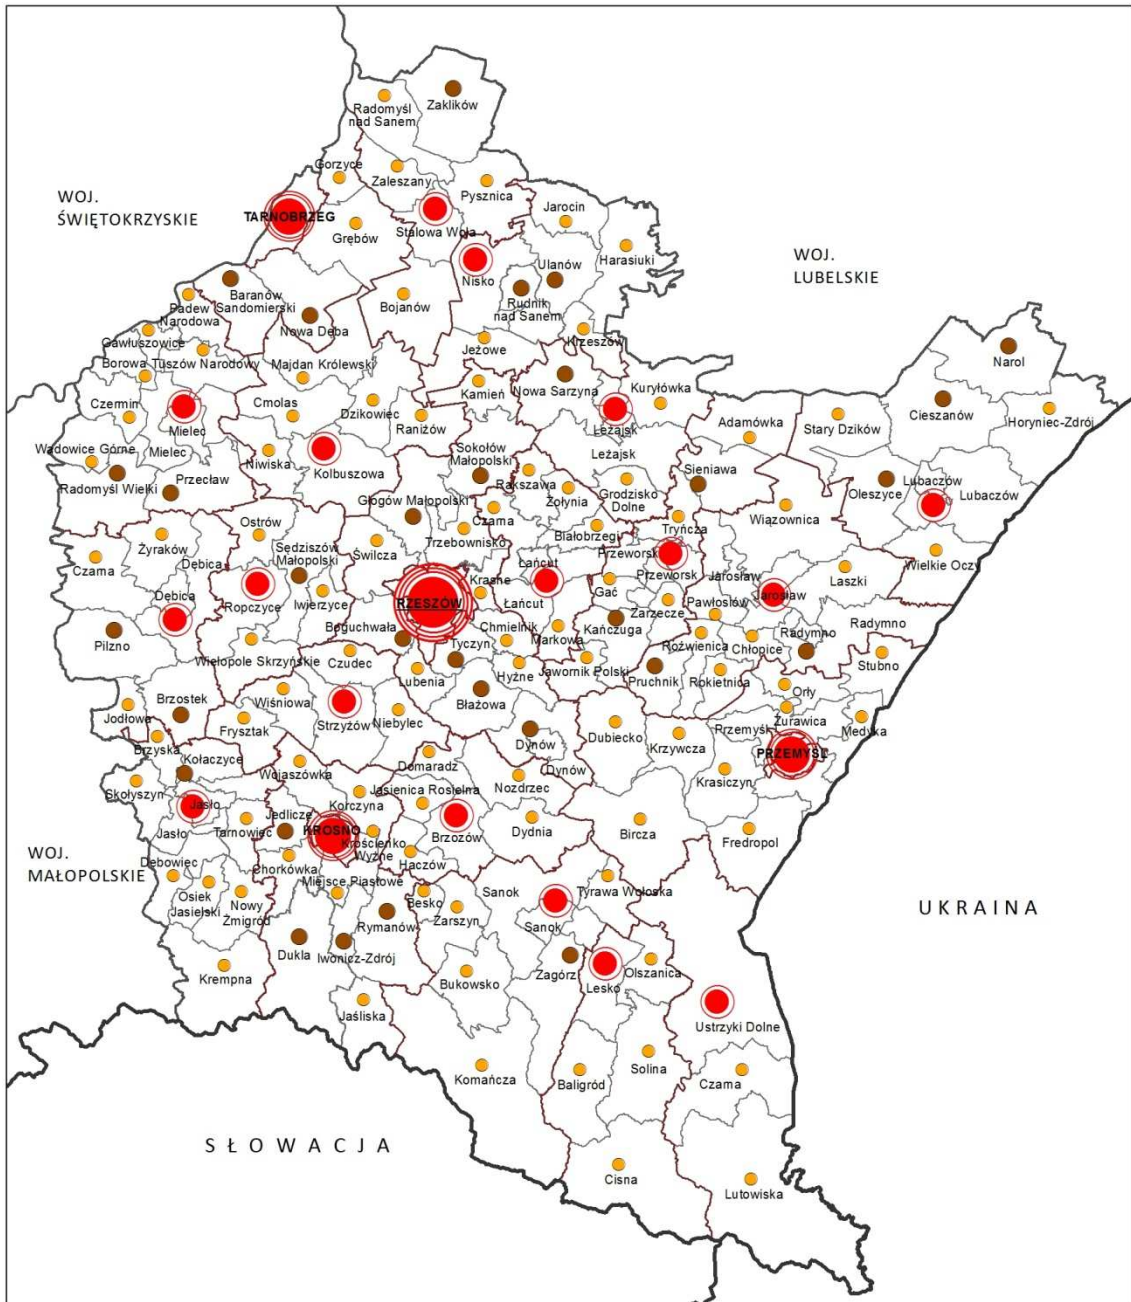 Radomyśl
nad Sanem
Zaklików
Gorzyce
Zaleszany
Pysznica
WOJ.
ŚWIĘTOKRZYSKIE
TARNOBRZEG
Grębów
Stalowa Wola
Jarocin
Harasiuki
WOJ.
LUBELSKIE
Nisko
Ulanów
Rudnik
nad Sanem
Baranów
Sandomierski
Padew
Narodowa
Bojanów
Nowa Dęba
Krzeszów
Gawłuszowice
Jeżowe
Borowa
Tuszów Narodowy
Majdan Królewski
Narol
Kamień
Nowa Sarzyna
Kuryłówka
Cieszanów
Horyniec-Zdrój
Czermin
Mielec
Cmolas
Dzikowiec
Raniżów
Leżajsk
Adamówka
Stary Dzików
Wadowice Górne
Mielec
Niwiska
Kolbuszowa
Sokołów
Małopolski
Leżajsk
Sieniawa
Radomyśl Wielki
Przecław
Rakszawa
Grodzisko
Dolne
Oleszyce
Lubaczów
Lubaczów
Głogów Małopolski
Czarna
Żołynia
Wiązownica
Ostrów
Trzebownisko
Białobrzegi
Tryńcza
Żyraków
Sędziszów
Małopolski
Świlcza
Przeworsk
Wielkie Oczy
Czarna
Dębica
Łańcut
Przeworsk
Jarosław
Laszki
Dębica
Ropczyce
Iwierzyce
RZESZÓW
Krasne
Łańcut
Gać
Zarzecze
Pawłosiów
Jarosław
Radymno
Boguchwała
Chmielnik
Markowa
Kańczuga
Roźwienica
Chłopice
Radymno
Pilzno
Wielopole Skrzyńskie
Czudec
Tyczyn
Lubenia
Hyżne
Jawornik Polski
Pruchnik
Rokietnica
Stubno
Jodłowa
Brzostek
Wiśniowa
Strzyżów
Niebylec
Błażowa
Orły
Frysztak
Dynów
Dubiecko
Krzywcza
Przemyśl
Żurawica
Medyka
Brzyska
Kołaczyce
Wojaszówka
Domaradz
Dynów
PRZEMYŚL
Skołyszyn
Jasienica Rosielna
Nozdrzec
Krasiczyn
Jasło
Korczyna
Jasło
Tarnowiec
Jedlicze
KROSNO
Brzozów
Dydnia
Bircza
Fredropol
Krościenko
Wyżne
WOJ.
MAŁOPOLSKIE
Dębowiec
Chorkówka
Haczów
Osiek
Jasielski
Nowy
Żmigród
Miejsce Piastowe
Besko
Zarszyn
Sanok
Tyrawa Wołoska
Rymanów
Sanok
UKRAINA
Dukla
Iwonicz-Zdrój
Zagórz
Lesko
Olszanica
Krempna
Bukowsko
Jaśliska
Ustrzyki Dolne
Komańcza
Baligród
Solina
Czarna
SŁOWACJA
Cisna
Lutowiska